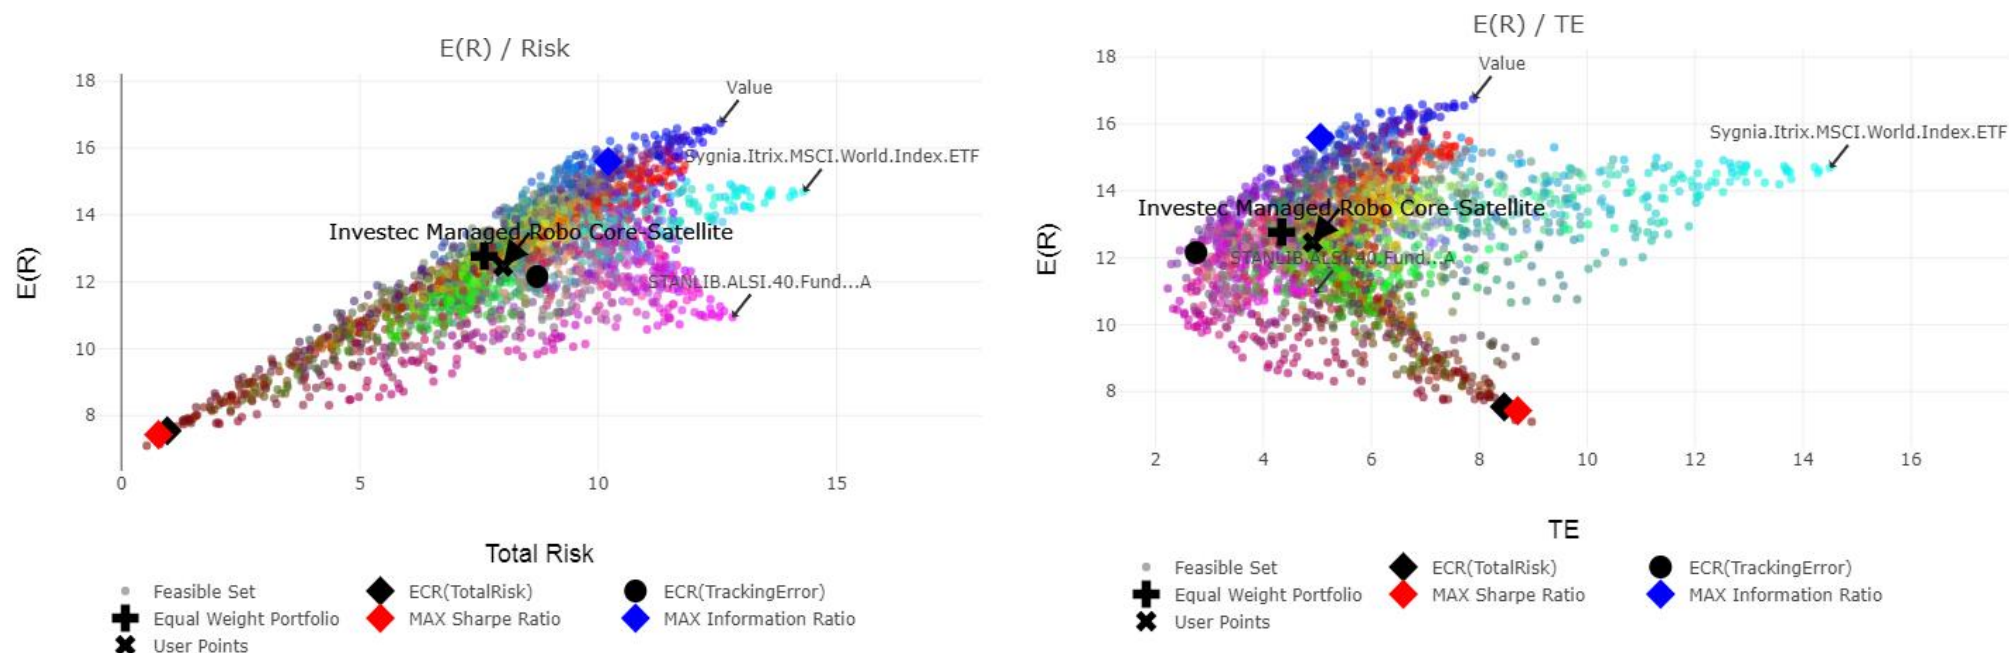 E(R) / Risk
18
16
14
12
10
8
E(R)
Value
Sygnia.Itrix.MSCI.World.Index.ETF
Investec Managed Robo Core-Satellite
STANLIB.ALSI.40.Fund...A
0
5
10
15
Total Risk
Feasible Set
ECR(TotalRisk)
ECR(TrackingError)
Equal Weight Portfolio
MAX Sharpe Ratio
MAX Information Ratio
User Points
E(R) / TE
18
16
14
12
10
8
E(R)
Value
Sygnia.Itrix.MSCI.World.Index.ETF
Investec Managed Robo Core-Satellite
STANLIB.ALSI.40.Fund...A
2
4
6
8
10
12
14
16
TE
Feasible Set
ECR(TotalRisk)
ECR(TrackingError)
Equal Weight Portfolio
MAX Sharpe Ratio
MAX Information Ratio
User Points